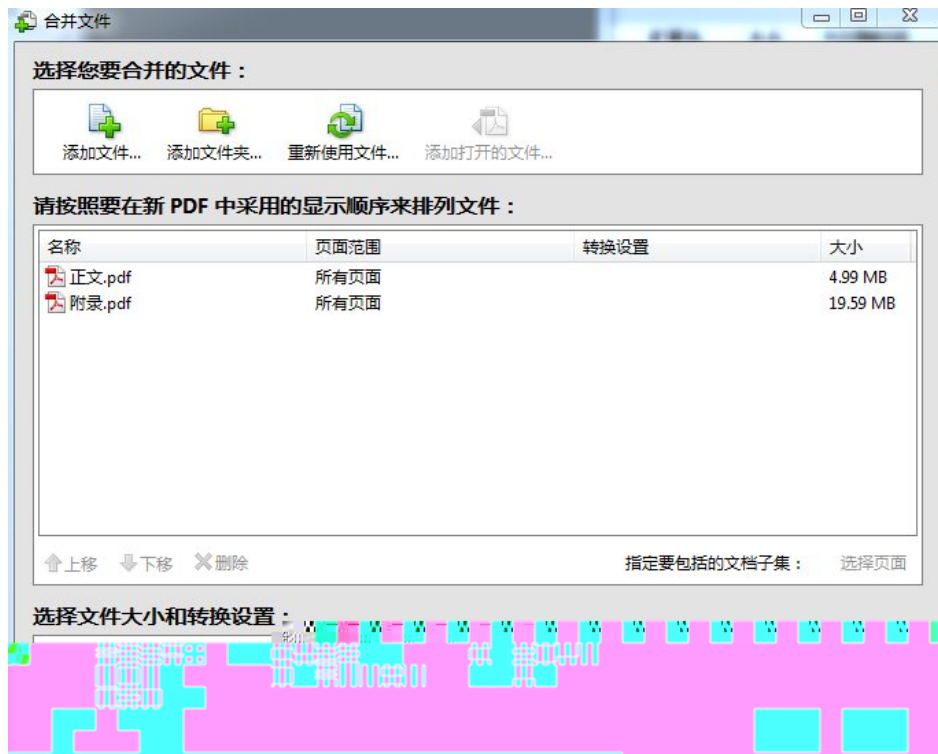 合并文件
选择您要合并的文件：
添加文件... 添加文件夹... 重新使用文件... 添加打开的文件...
请按照要在新 PDF 中采用的显示顺序来排列文件：
名称 页面范围 转换设置 大小
正文.pdf 所有页面 4.99 MB
附录.pdf 所有页面 19.59 MB
上移 下移 删除 指定要包括的文档子集： 选择页面
选择文件大小和转换设置：